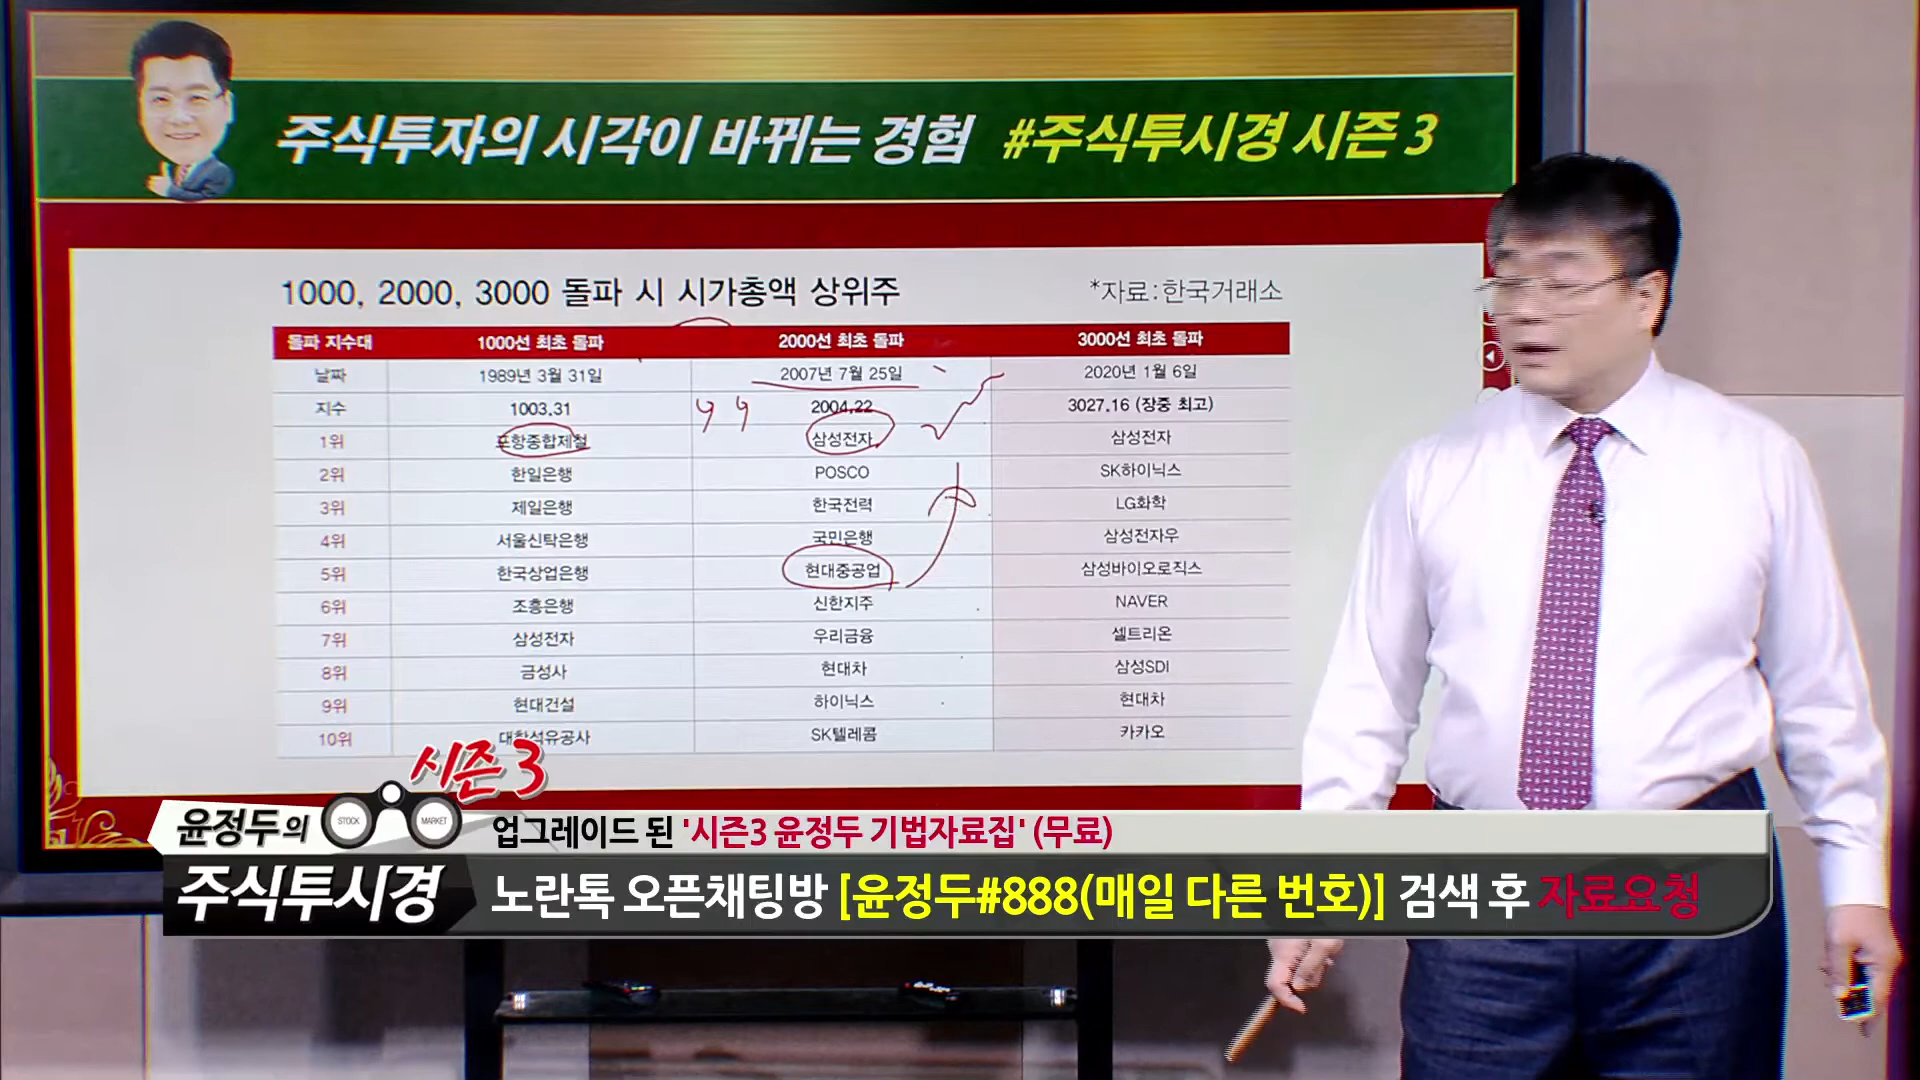 주식투자의 시각이 바뀌는 경험 #주식투시경 시즌 3
1000, 2000, 3000 돌파 시 시가총액 상위주 *자료:한국거래소
돌파 지수대 1000선 최초 돌파 2000선 최초 돌파 3000선 최초 돌파
날짜 1989년 3월 31일 2007년 7월 25일 2020년 1월 6일
지수 1003.31 2004.22 3027.16 (장중 최고)
1위 포항종합제철 삼성전자 삼성전자
2위 한일은행 POSCO SK하이닉스
3위 제일은행 한국전력 LG화학
4위 서울신탁은행 국민은행 삼성전자우
5위 한국상업은행 현대중공업 삼성바이오로직스
6위 조흥은행 신한지주 NAVER
7위 삼성전자 우리금융 셀트리온
8위 금성사 현대차 삼성SDI
9위 현대건설 하이닉스 현대차
10위 대한석유공사 SK텔레콤 카카오
시즌 3
윤정두의 STOCK MARKET
주식투시경
업그레이드 된 '시즌3 윤정두 기법자료집' (무료)
노란톡 오픈채팅방 [윤정두#888(매일 다른 번호)] 검색 후 자료요청